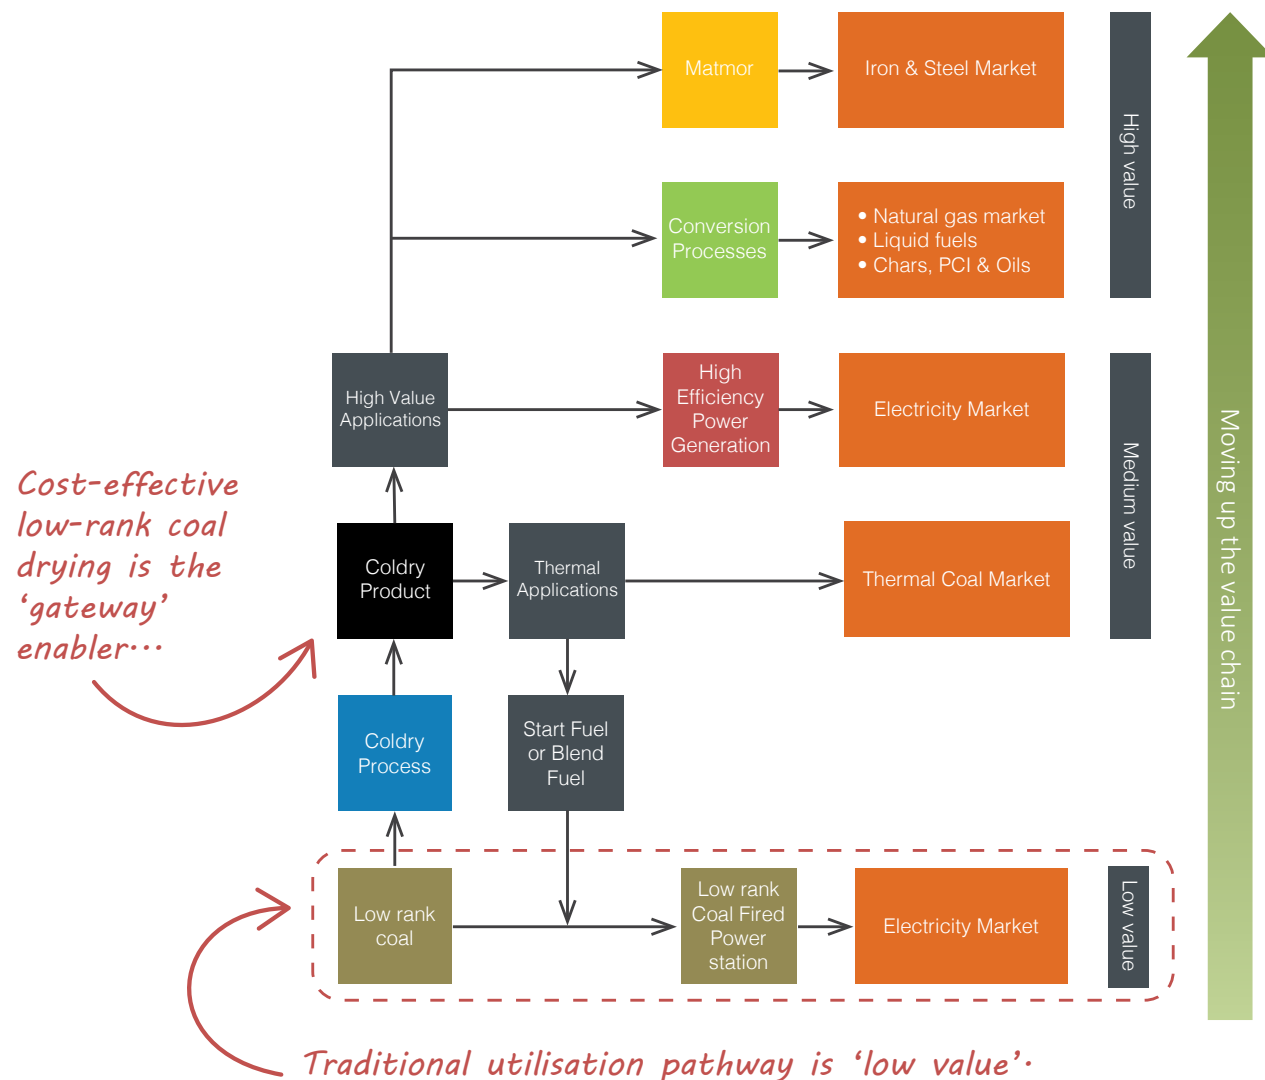 Matmor
Iron & Steel Market
High value
Conversion
Processes
• Natural gas market
• Liquid fuels
• Chars, PCI & Oils
High Value
Applications
High
Efficiency
Power
Generation
Electricity Market
Medium value
Moving up the value chain
Cost-effective
low-rank coal
drying is the
‘gateway’
enabler...
Coldry
Product
Thermal
Applications
Thermal Coal Market
Coldry
Process
Start Fuel
or Blend
Fuel
Low rank
coal
Low rank
Coal Fired
Power
station
Electricity Market
Low value
Traditional utilisation pathway is ‘low value’.